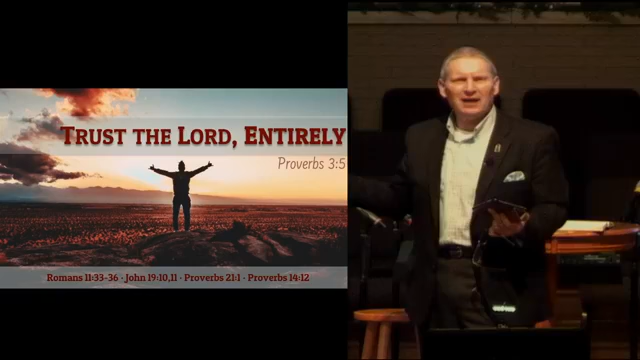 TRUST THE LORD, ENTIRELY
Proverbs 3:5
Romans 11:33-36 - John 19:10,11 - Proverbs 21:1 - Proverbs 14:12